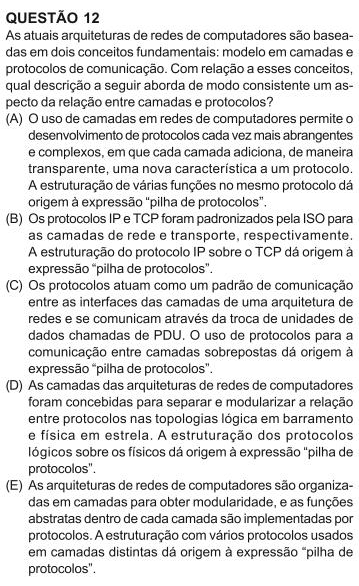 QUESTÃO 12
As atuais arquiteturas de redes de computadores são basea-
das em dois conceitos fundamentais: modelo em camadas e
protocolos de comunicação. Com relação a esses conceitos,
qual descrição a seguir aborda de modo consistente um as-
pecto da relação entre camadas e protocolos?
(A) O uso de camadas em redes de computadores permite o
desenvolvimento de protocolos cada vez mais abrangentes
e complexos, em que cada camada adiciona, de maneira
transparente, uma nova característica a um protocolo.
A estruturação de várias funções no mesmo protocolo dá
origem à expressão “pilha de protocolos”.
(B) Os protocolos IP e TCP foram padronizados pela ISO para
as camadas de rede e transporte, respectivamente.
A estruturação do protocolo IP sobre o TCP dá origem à
expressão “pilha de protocolos”.
(C) Os protocolos atuam como um padrão de comunicação
entre as interfaces das camadas de uma arquitetura de
redes e se comunicam através da troca de unidades de
dados chamadas de PDU. O uso de protocolos para a
comunicação entre camadas sobrepostas dá origem à
expressão “pilha de protocolos”.
(D) As camadas das arquiteturas de redes de computadores
foram concebidas para separar e modularizar a relação
entre protocolos nas topologias lógica em barramento
e física em estrela. A estruturação dos protocolos
lógicos sobre os físicos dá origem à expressão “pilha de
protocolos”.
(E) As arquiteturas de redes de computadores são organiza-
das em camadas para obter modularidade, e as funções
abstratas dentro de cada camada são implementadas por
protocolos. A estruturação com vários protocolos usados
em camadas distintas dá origem à expressão “pilha de
protocolos”.